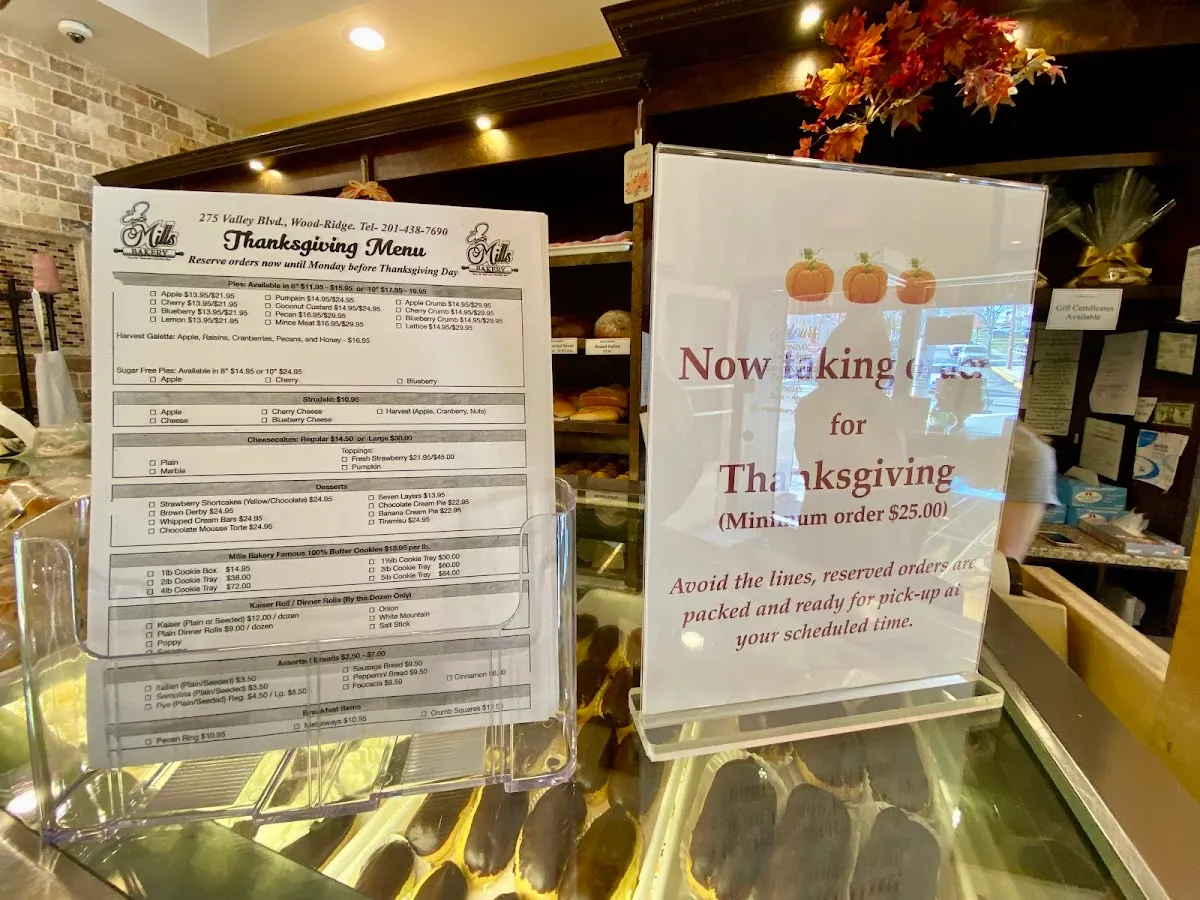 Mills
BAKERY
275 Valley Blvd., Wood-Ridge. Tel- 201-438-7690
Thanksgiving Menu
Reserve orders now until Monday before Thanksgiving Day
Mills
BAKERY
Pies: Available in 8" $11.95 - $15.95 or 10" $17.95 - 19.95
Apple $13.95/$21.95
Cherry $13.95/$21.95
Blueberry $13.95/$21.95
Lemon $13.95/$21.95
Pumpkin $14.95/$24.95
Coconut Custard $14.95/$24.95
Pecan $16.95/$29.95
Mince Meat $16.95/$29.95
Apple Crumb $14.95/$29.95
Cherry Crumb $14.95/$29.95
Blueberry Crumb $14.95/$29.95
Lattice $14.95/$29.95
Harvest Galette: Apple, Raisins, Cranberries, Pecans, and Honey - $16.95
Sugar Free Pies: Available in 8" $14.95 or 10" $24.95
Apple
Cherry
Blueberry
Strudels: $10.95
Apple
Cheese
Cherry Cheese
Blueberry Cheese
Harvest (Apple, Cranberry, Nuts)
Cheesecakes: Regular $14.50 or Large $30.00
Plain
Marble
Toppings:
Fresh Strawberry $21.95/$45.00
Pumpkin
Desserts
Strawberry Shortcakes (Yellow/Chocolate) $24.95
Brown Derby $24.95
Whipped Cream Bars $24.95
Chocolate Mousse Torte $24.95
Seven Layers $13.95
Chocolate Cream Pie $22.95
Banana Cream Pie $22.95
Tiramisu $24.95
Mills Bakery Famous 100% Butter Cookies $13.95 per lb.
1lb Cookie Box $14.95
2lb Cookie Tray $38.00
4lb Cookie Tray $72.00
1½lb Cookie Tray $30.00
3lb Cookie Tray $60.00
5lb Cookie Tray $84.00
Kaiser Roll / Dinner Rolls (By the Dozen Only)
Kaiser (Plain or Seeded) $12.00 / dozen
Plain Dinner Rolls $9.00 / dozen
Poppy
Sesame
Onion
White Mountain
Salt Stick
Assorted Breads $2.50 - $7.00
Italian (Plain/Seeded) $3.50
Semolina (Plain/Seeded) $3.50
Rye (Plain/Seeded) Reg. $4.50 / Lg. $6.50
Sausage Bread $9.50
Pepperoni Bread $9.50
Foccacia $9.50
Cinnamon
Breakfast Items
Pecan Ring $10.95
Meltaways $10.95
Crumb Squares
Now taking order
for
Thanksgiving
(Minimum order $25.00)
Avoid the lines, reserved orders are
packed and ready for pick-up at
your scheduled time.
Gift Certificates
Available